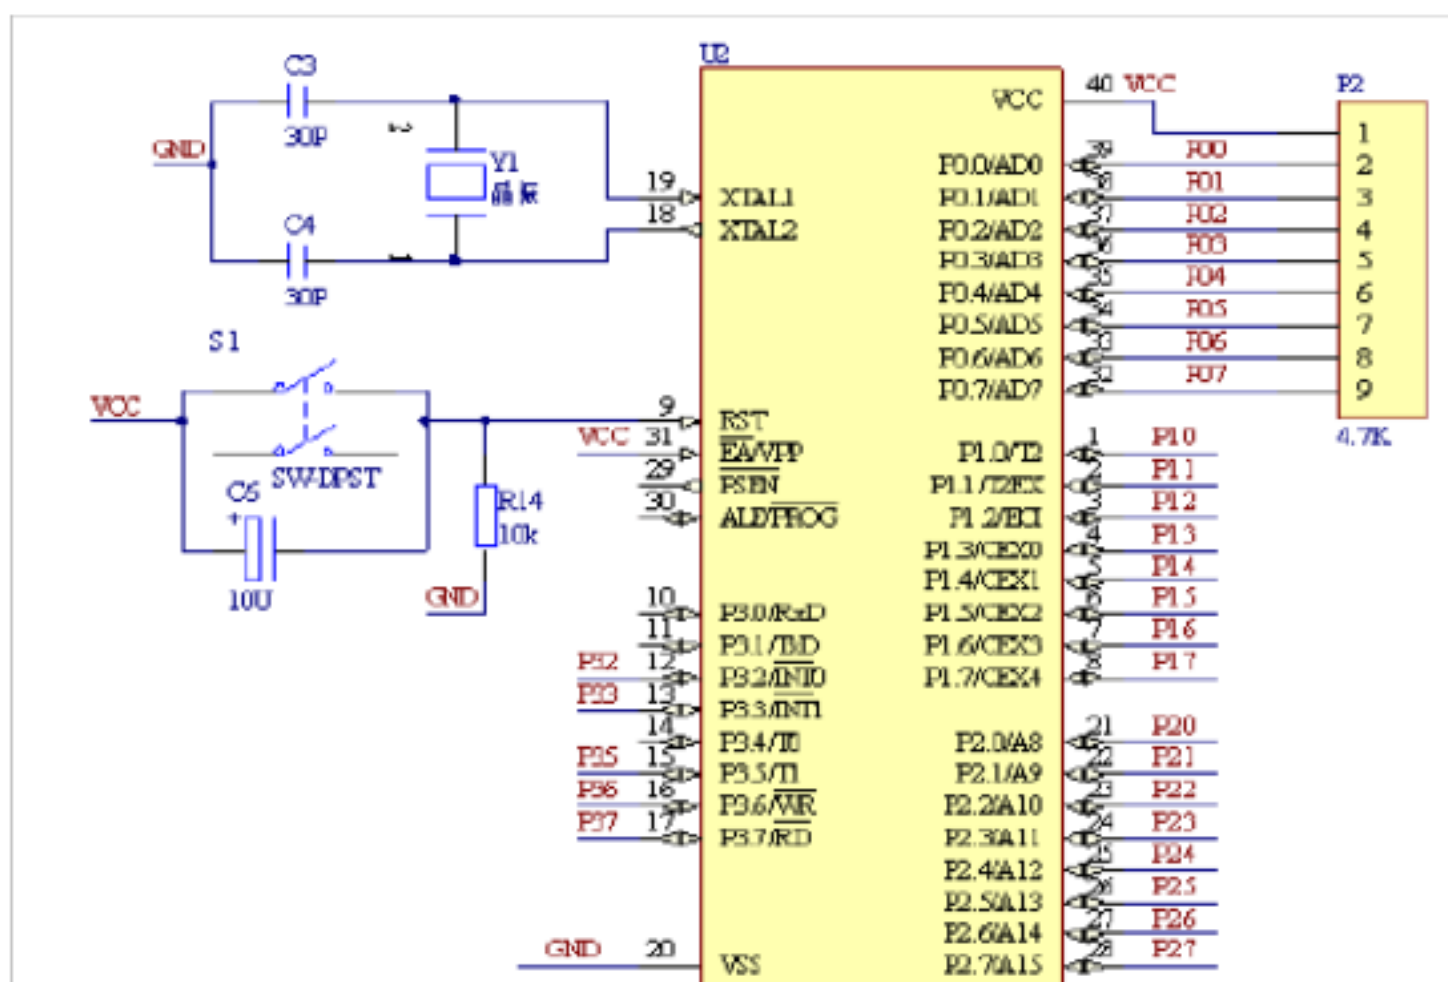 U2
C3
30P
GND
2
Y1
晶振
C4
1
30P
19
XTAL1
18
XTAL2
S1
VCC
SW-DPST
C6
+
10U
R14
10k
GND
9
RST
VCC 31
EA/VPP
29
PSEN
30
ALE/PROG
10
P3.0/RxD
11
P3.1/TxD
P32 12
P3.2/INT0
P33 13
P3.3/INT1
14
P3.4/T0
P35 15
P3.5/T1
P36 16
P3.6/WR
P37 17
P3.7/RD
GND 20
VSS
VCC 40 VCC
P0.0/AD0 39 P00
P0.1/AD1 38 P01
P0.2/AD2 37 P02
P0.3/AD3 36 P03
P0.4/AD4 35 P04
P0.5/AD5 34 P05
P0.6/AD6 33 P06
P0.7/AD7 32 P07
P2
1
2
3
4
5
6
7
8
9
4.7K
P1.0/T2 1 P10
P1.1/T2EX 2 P11
P1.2/ECI 3 P12
P1.3/CEX0 4 P13
P1.4/CEX1 5 P14
P1.5/CEX2 6 P15
P1.6/CEX3 7 P16
P1.7/CEX4 8 P17
P2.0/A8 21 P20
P2.1/A9 22 P21
P2.2/A10 23 P22
P2.3/A11 24 P23
P2.4/A12 25 P24
P2.5/A13 26 P25
P2.6/A14 27 P26
P2.7/A15 28 P27